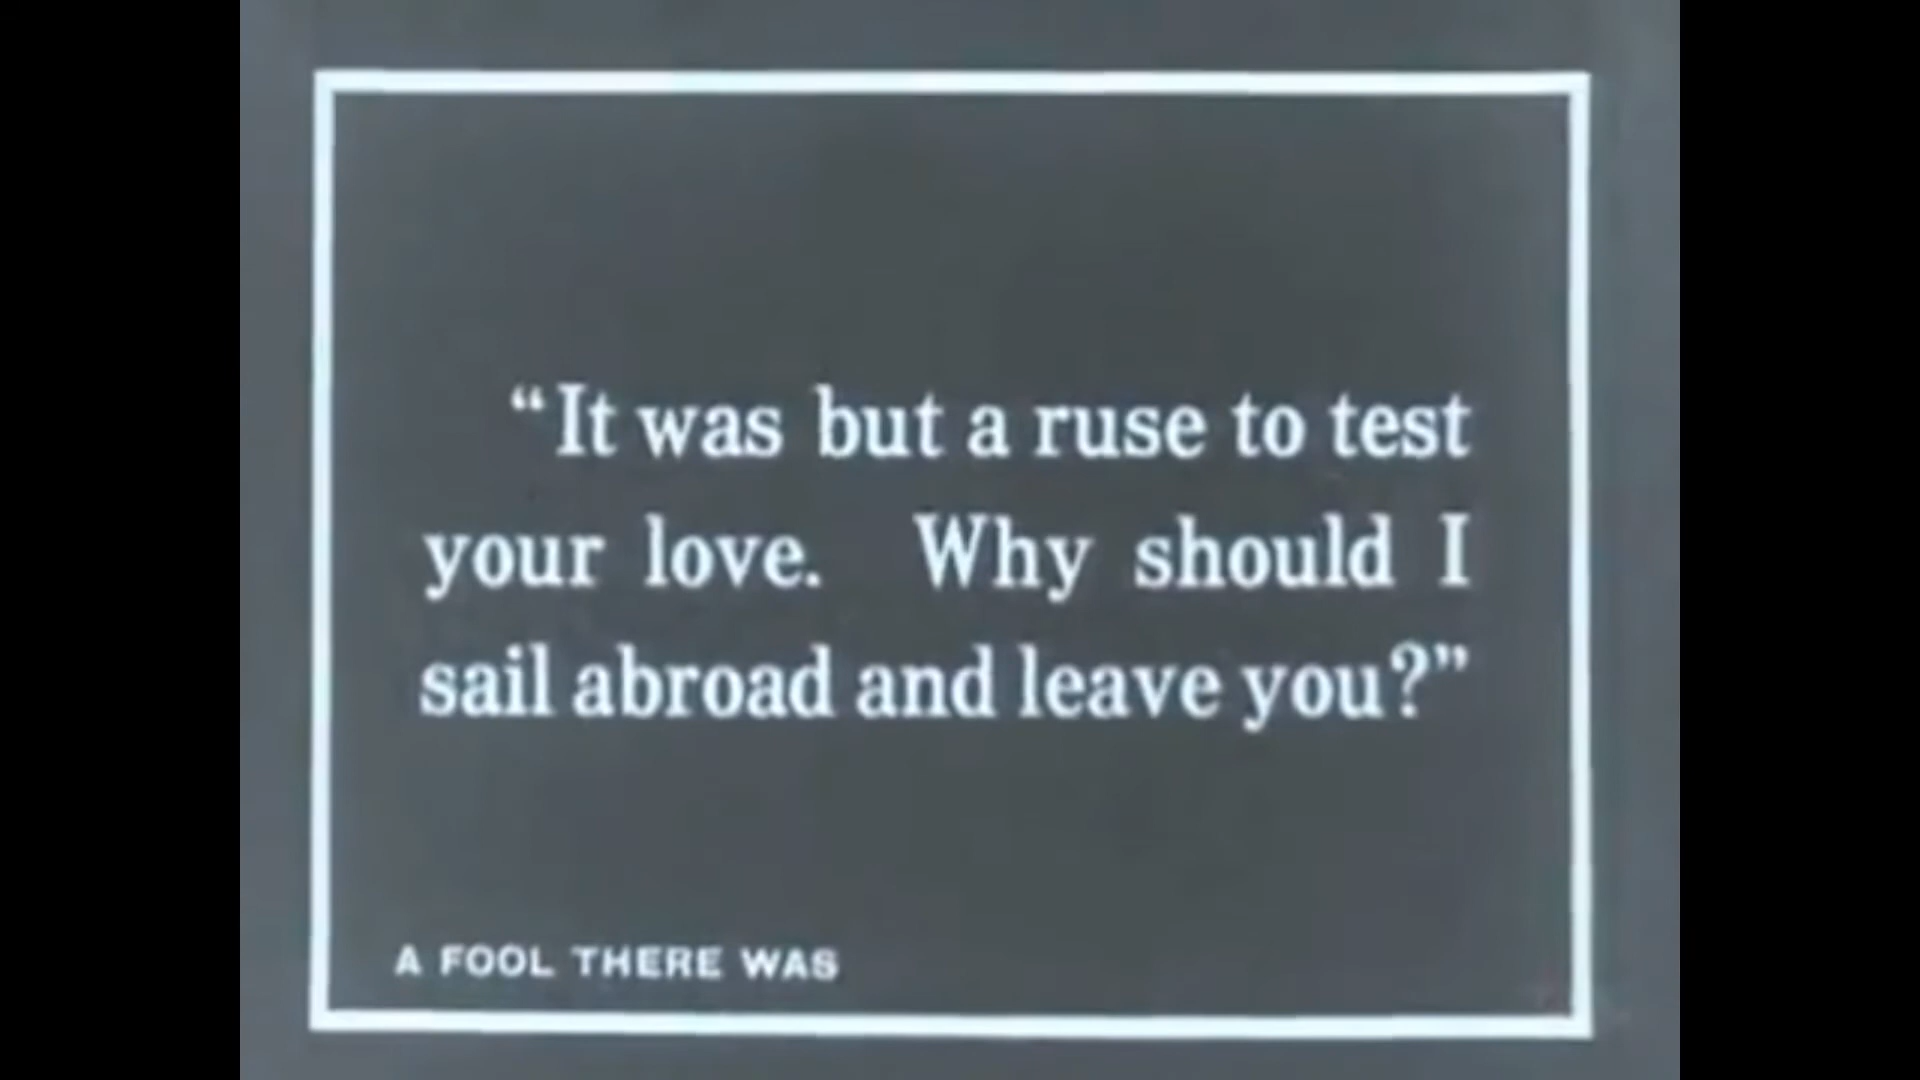 “It was but a ruse to test
your love. Why should I
sail abroad and leave you?”
A FOOL THERE WAS